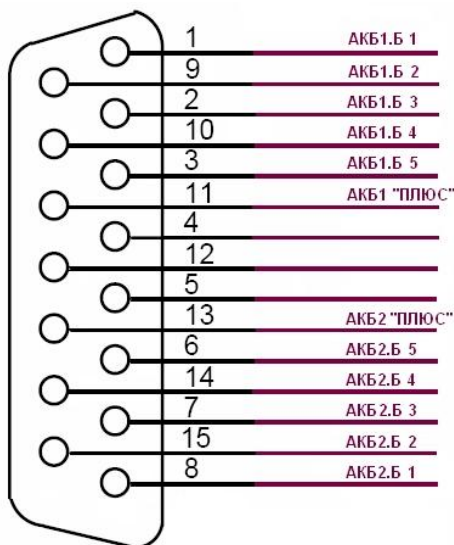 1 АКБ1.Б 1
9 АКБ1.Б 2
2 АКБ1.Б 3
10 АКБ1.Б 4
3 АКБ1.Б 5
11 АКБ1 "ПЛЮС"
4
12
5
13 АКБ2 "ПЛЮС"
6 АКБ2.Б 5
14 АКБ2.Б 4
7 АКБ2.Б 3
15 АКБ2.Б 2
8 АКБ2.Б 1